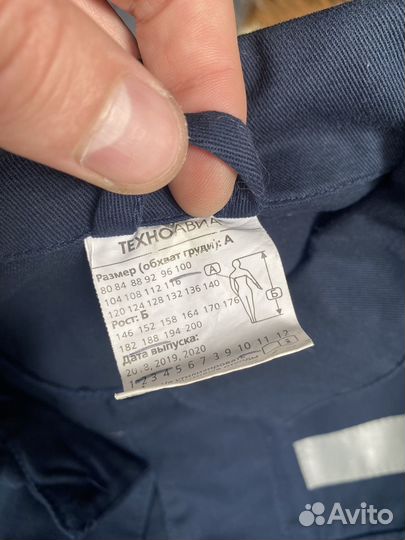 ТЕХНОАВИА
Размер (обхват груди): А
80 84 88 92 96 100
104 108 112 116
120 124 128 132 136 140
Рост: Б
146 152 158 164 170 176
182 188 194 200
Дата выпуска:
2019, 2020
1 2 3 4 5 6 7 8 9 10 11 12
А
Б
Avito